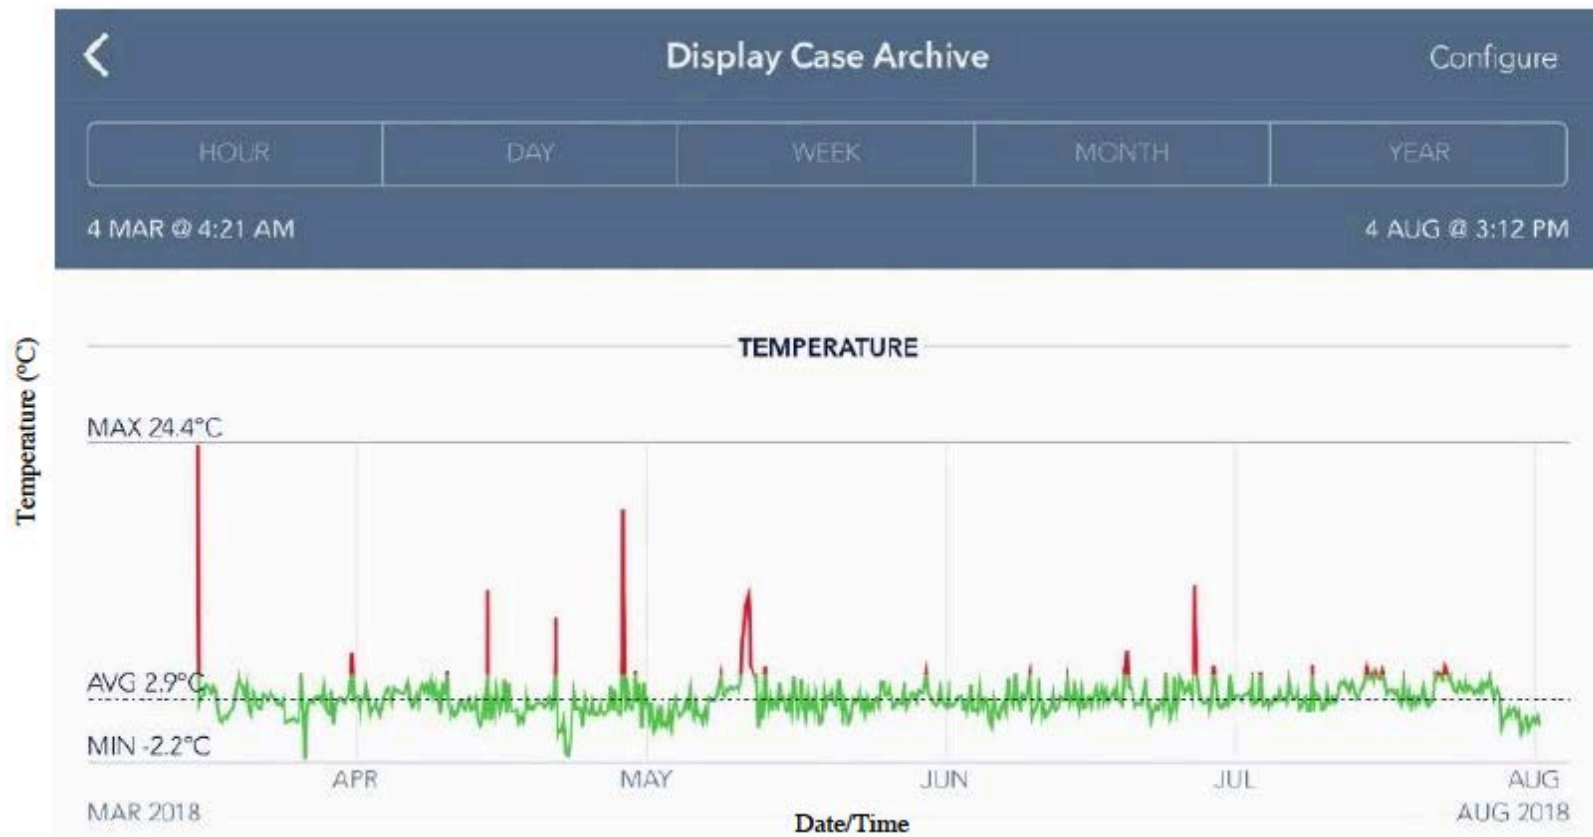 Display Case Archive Configure
HOUR DAY WEEK MONTH YEAR
4 MAR @ 4:21 AM 4 AUG @ 3:12 PM
TEMPERATURE
Temperature (°C)
MAX 24.4°C
AVG 2.9°C
MIN -2.2°C
APR MAY JUN JUL AUG
MAR 2018 AUG 2018
Date/Time